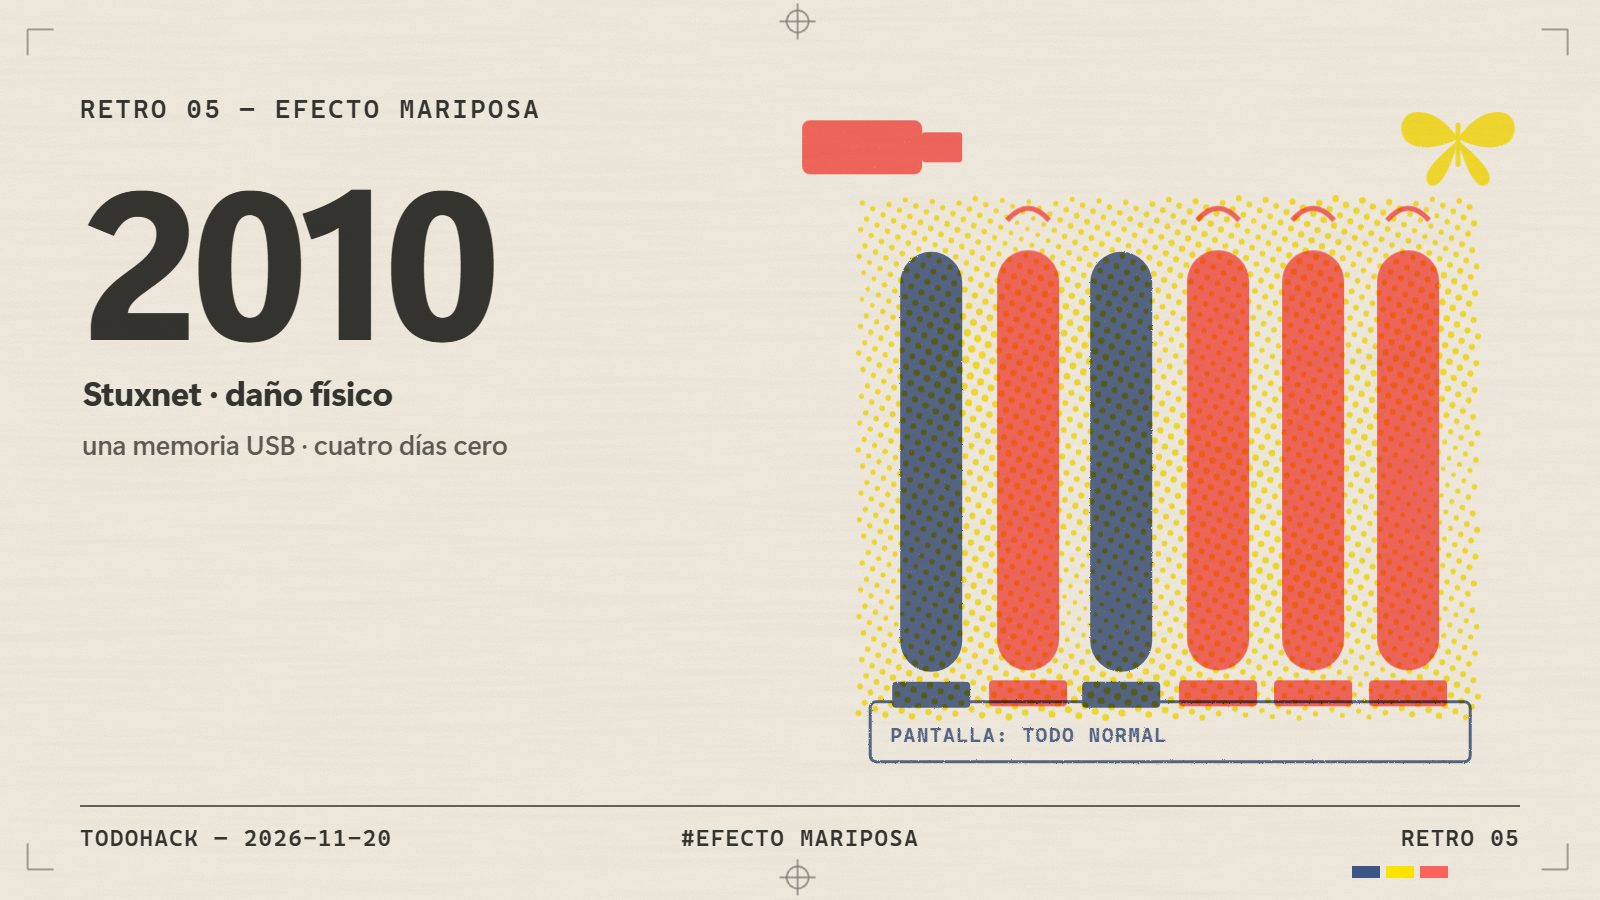 RETRO 05 — EFECTO MARIPOSA
2010
Stuxnet · daño físico
una memoria USB · cuatro días cero
PANTALLA: TODO NORMAL
TODOHACK — 2026-11-20
#EFECTO MARIPOSA
RETRO 05